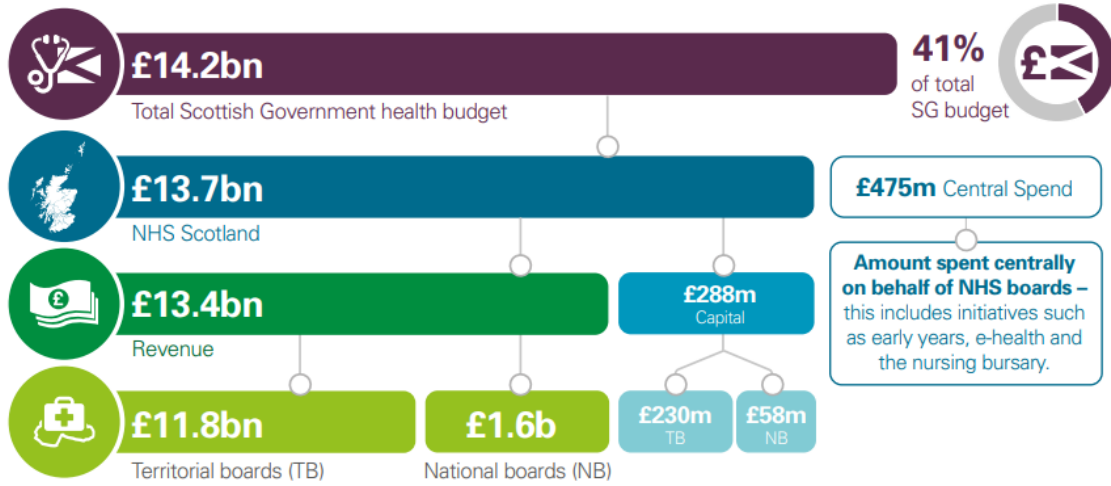 £14.2bn
Total Scottish Government health budget
41%
of total
SG budget
£
£13.7bn
NHS Scotland
£475m Central Spend
Amount spent centrally
on behalf of NHS boards –
this includes initiatives such
as early years, e-health and
the nursing bursary.
£
£13.4bn
Revenue
£288m
Capital
£11.8bn
Territorial boards (TB)
£1.6b
National boards (NB)
£230m
TB
£58m
NB